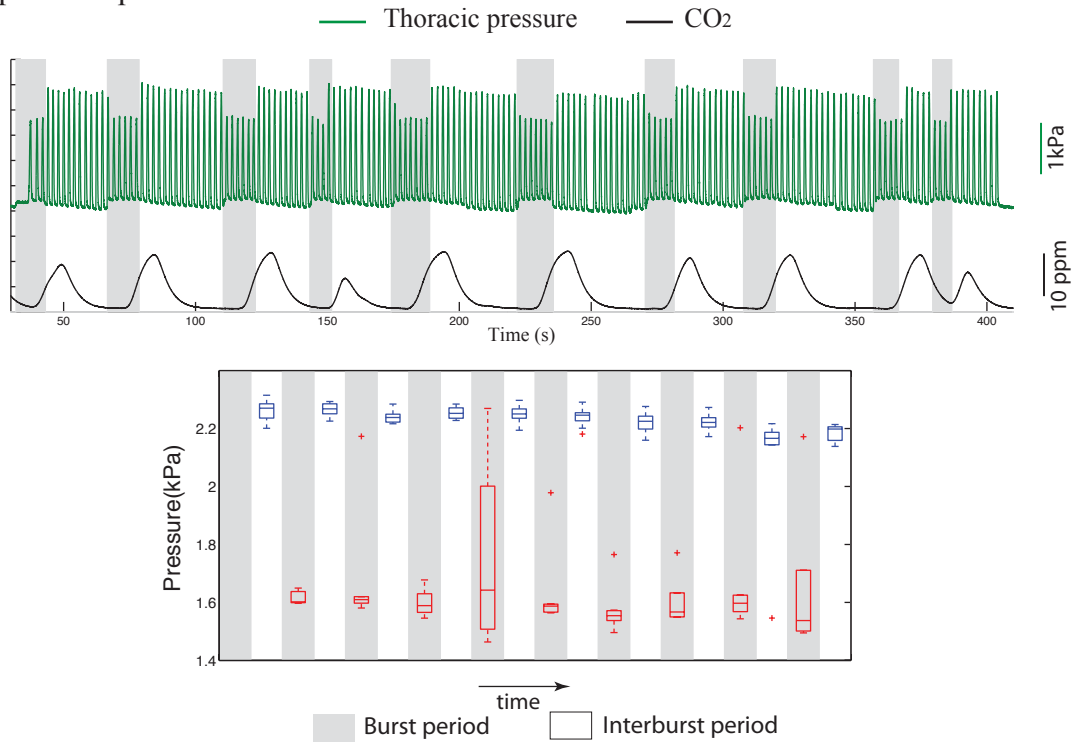 Thoracic pressure CO2
1kPa
10 ppm
50 100 150 200 250 300 350 400
Time (s)
Pressure(kPa)
2.2
2
1.8
1.6
1.4
time
Burst period Interburst period